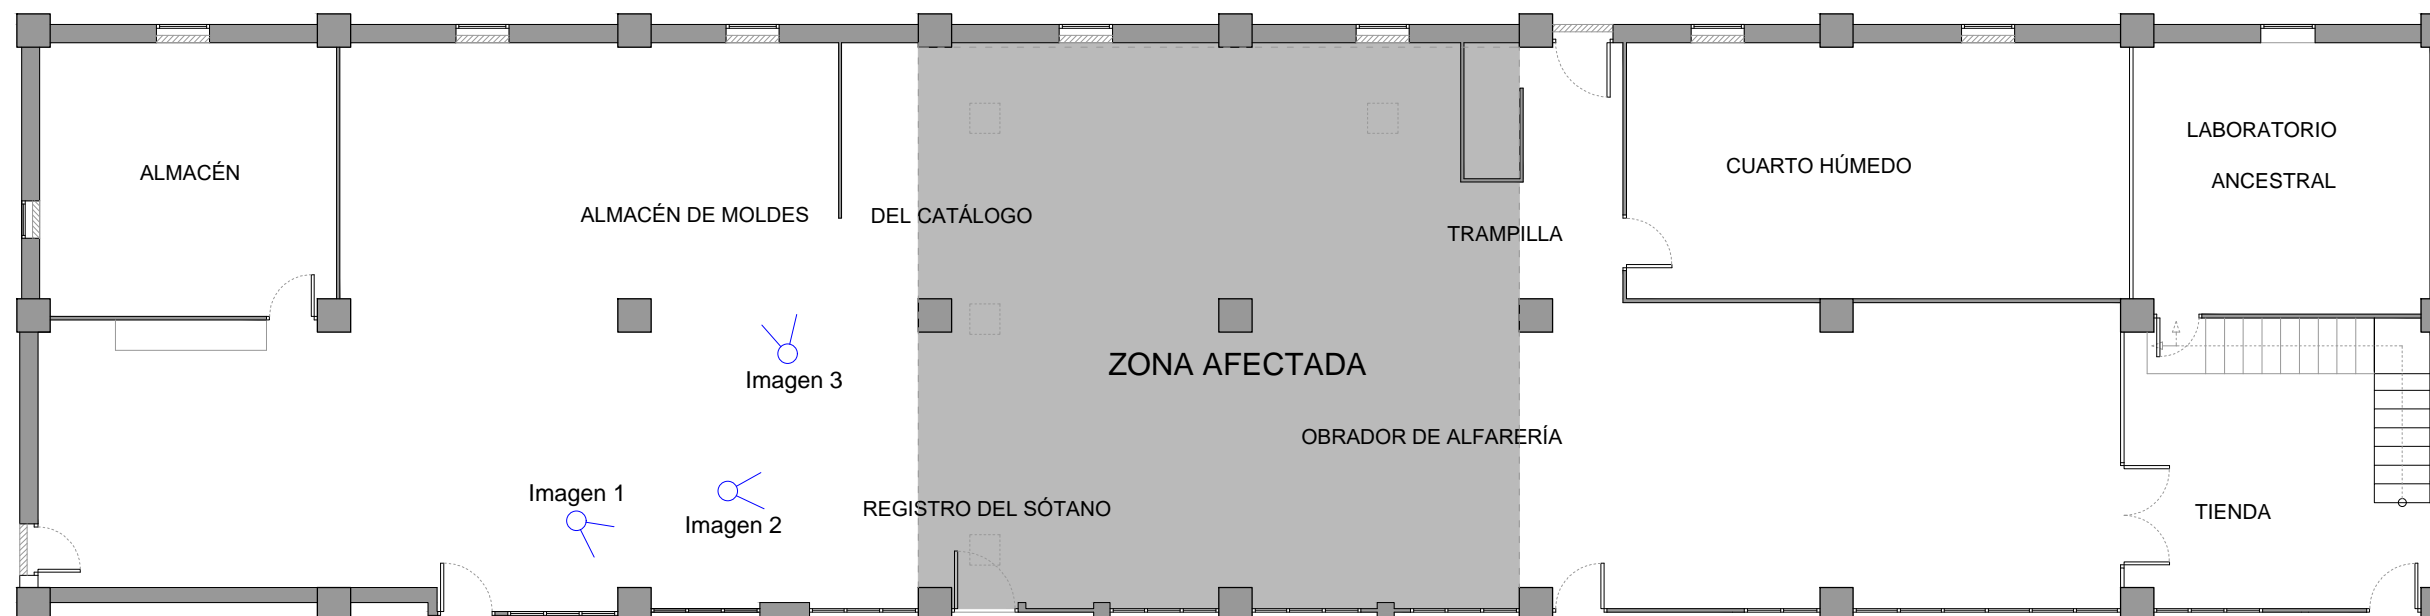 LABORATORIO
ALMACÉN
CUARTO HÚMEDO
ANCESTRAL
ALMACÉN DE MOLDES
DEL CATÁLOGO
TRAMPILLA
ZONA AFECTADA
Imagen 3
OBRADOR DE ALFARERÍA
Imagen 1
Imagen 2
REGISTRO DEL SÓTANO
TIENDA